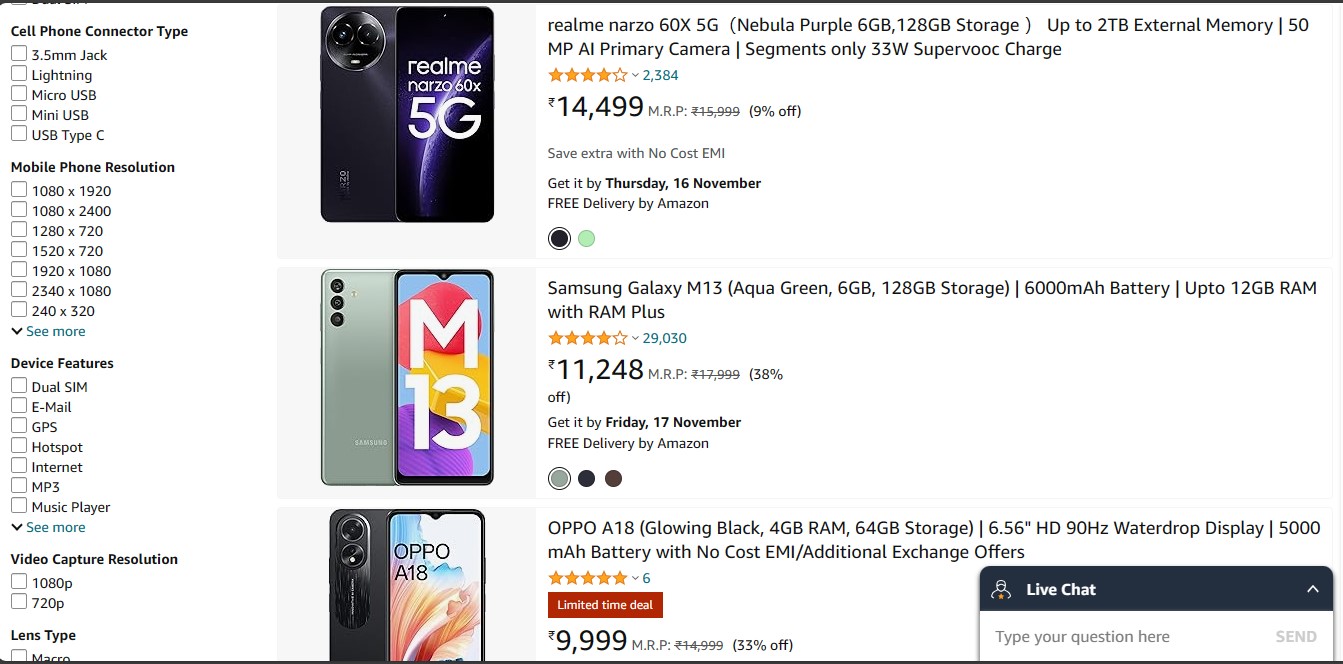 Cell Phone Connector Type
3.5mm Jack
Lightning
Micro USB
Mini USB
USB Type C
Mobile Phone Resolution
1080 x 1920
1080 x 2400
1280 x 720
1520 x 720
1920 x 1080
2340 x 1080
240 x 320
See more
Device Features
Dual SIM
E-Mail
GPS
Hotspot
Internet
MP3
Music Player
See more
Video Capture Resolution
1080p
720p
Lens Type
Macro
realme
narzo 60x
5G
realme narzo 60X 5G（Nebula Purple 6GB,128GB Storage ） Up to 2TB External Memory | 50
MP AI Primary Camera | Segments only 33W Supervooc Charge
2,384
₹14,499 M.R.P: ₹15,999 (9% off)
Save extra with No Cost EMI
Get it by Thursday, 16 November
FREE Delivery by Amazon
M
13
SAMSUNG
Samsung Galaxy M13 (Aqua Green, 6GB, 128GB Storage) | 6000mAh Battery | Upto 12GB RAM
with RAM Plus
29,030
₹11,248 M.R.P: ₹17,999 (38%
off)
Get it by Friday, 17 November
FREE Delivery by Amazon
OPPO
A18
OPPO A18 (Glowing Black, 4GB RAM, 64GB Storage) | 6.56" HD 90Hz Waterdrop Display | 5000
mAh Battery with No Cost EMI/Additional Exchange Offers
6
Limited time deal
₹9,999 M.R.P: ₹14,999 (33% off)
Live Chat
Type your question here
SEND